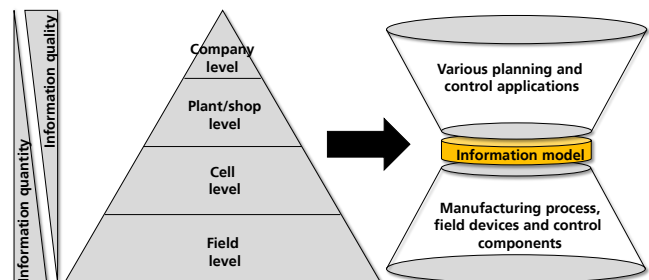 Information quality
Information quantity
Company
level
Plant/shop
level
Cell
level
Field
level
Various planning and
control applications
Information model
Manufacturing process,
field devices and control
components